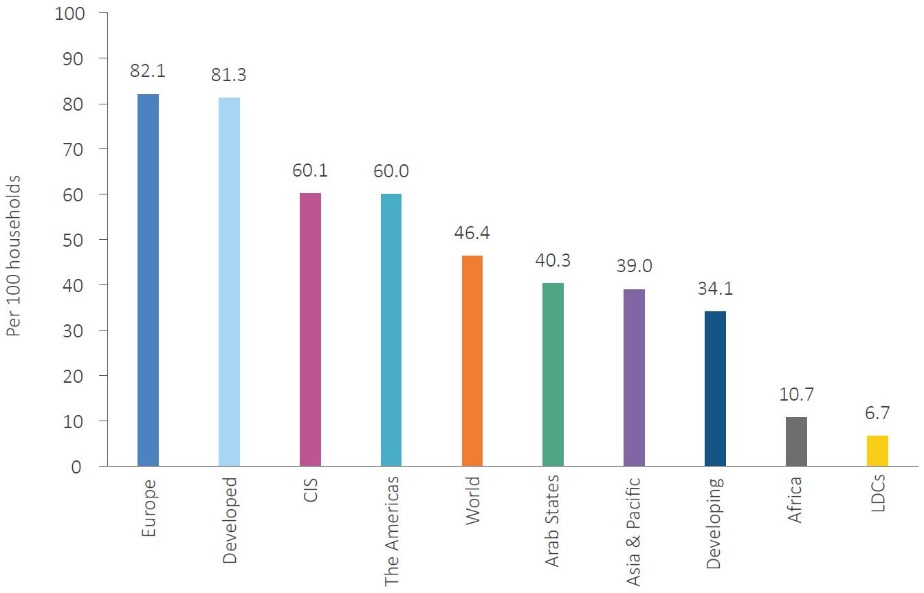 Per 100 households
100
90
80
70
60
50
40
30
20
10
0
82.1
81.3
60.1
60.0
46.4
40.3
39.0
34.1
10.7
6.7
Europe
Developed
CIS
The Americas
World
Arab States
Asia & Pacific
Developing
Africa
LDCs